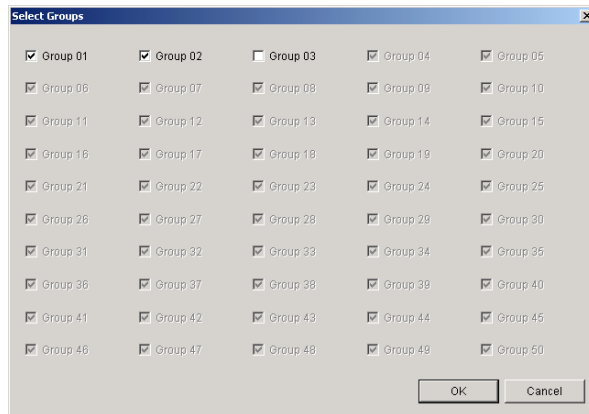 Select Groups
Group 01 Group 02 Group 03 Group 04 Group 05
Group 06 Group 07 Group 08 Group 09 Group 10
Group 11 Group 12 Group 13 Group 14 Group 15
Group 16 Group 17 Group 18 Group 19 Group 20
Group 21 Group 22 Group 23 Group 24 Group 25
Group 26 Group 27 Group 28 Group 29 Group 30
Group 31 Group 32 Group 33 Group 34 Group 35
Group 36 Group 37 Group 38 Group 39 Group 40
Group 41 Group 42 Group 43 Group 44 Group 45
Group 46 Group 47 Group 48 Group 49 Group 50
OK Cancel